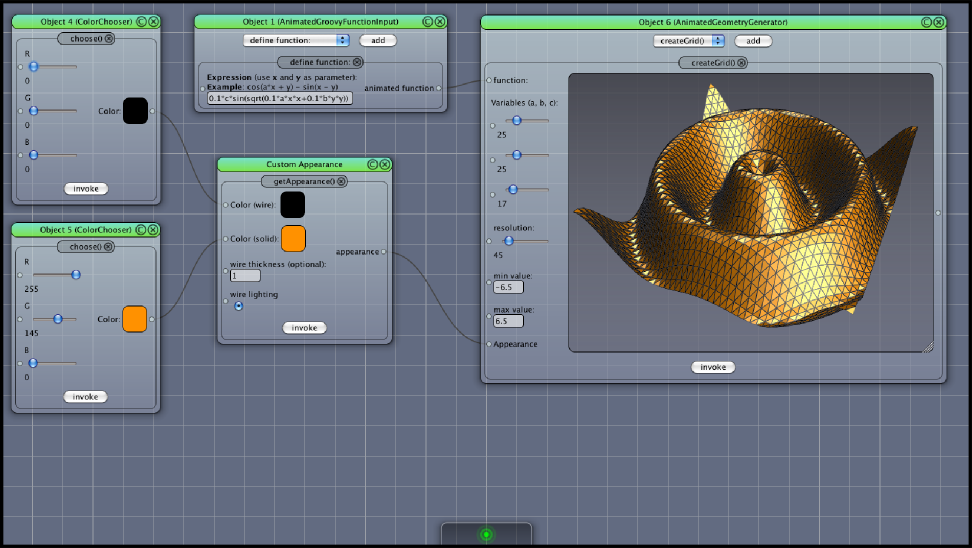 Object 4 (ColorChooser)
choose()
R
0
G
0
B
0
Color:
invoke
Object 5 (ColorChooser)
choose()
R
255
G
145
B
0
Color:
invoke
Object 1 (AnimatedGroovyFunctionInput)
define function:
add
define function:
Expression (use x and y as parameter):
Example: cos(a*x + y) - sin(x - y)
0.1*c*sin(sqrt(0.1*a*x*x+0.1*b*y*y))
animated function
Custom Appearance
getAppearance()
Color (wire):
Color (solid):
appearance
wire thickness (optional):
1
wire lighting
invoke
Object 6 (AnimatedGeometryGenerator)
createGrid()
add
createGrid()
function:
Variables (a, b, c):
25
25
17
resolution:
45
min value:
-6.5
max value:
6.5
Appearance
invoke